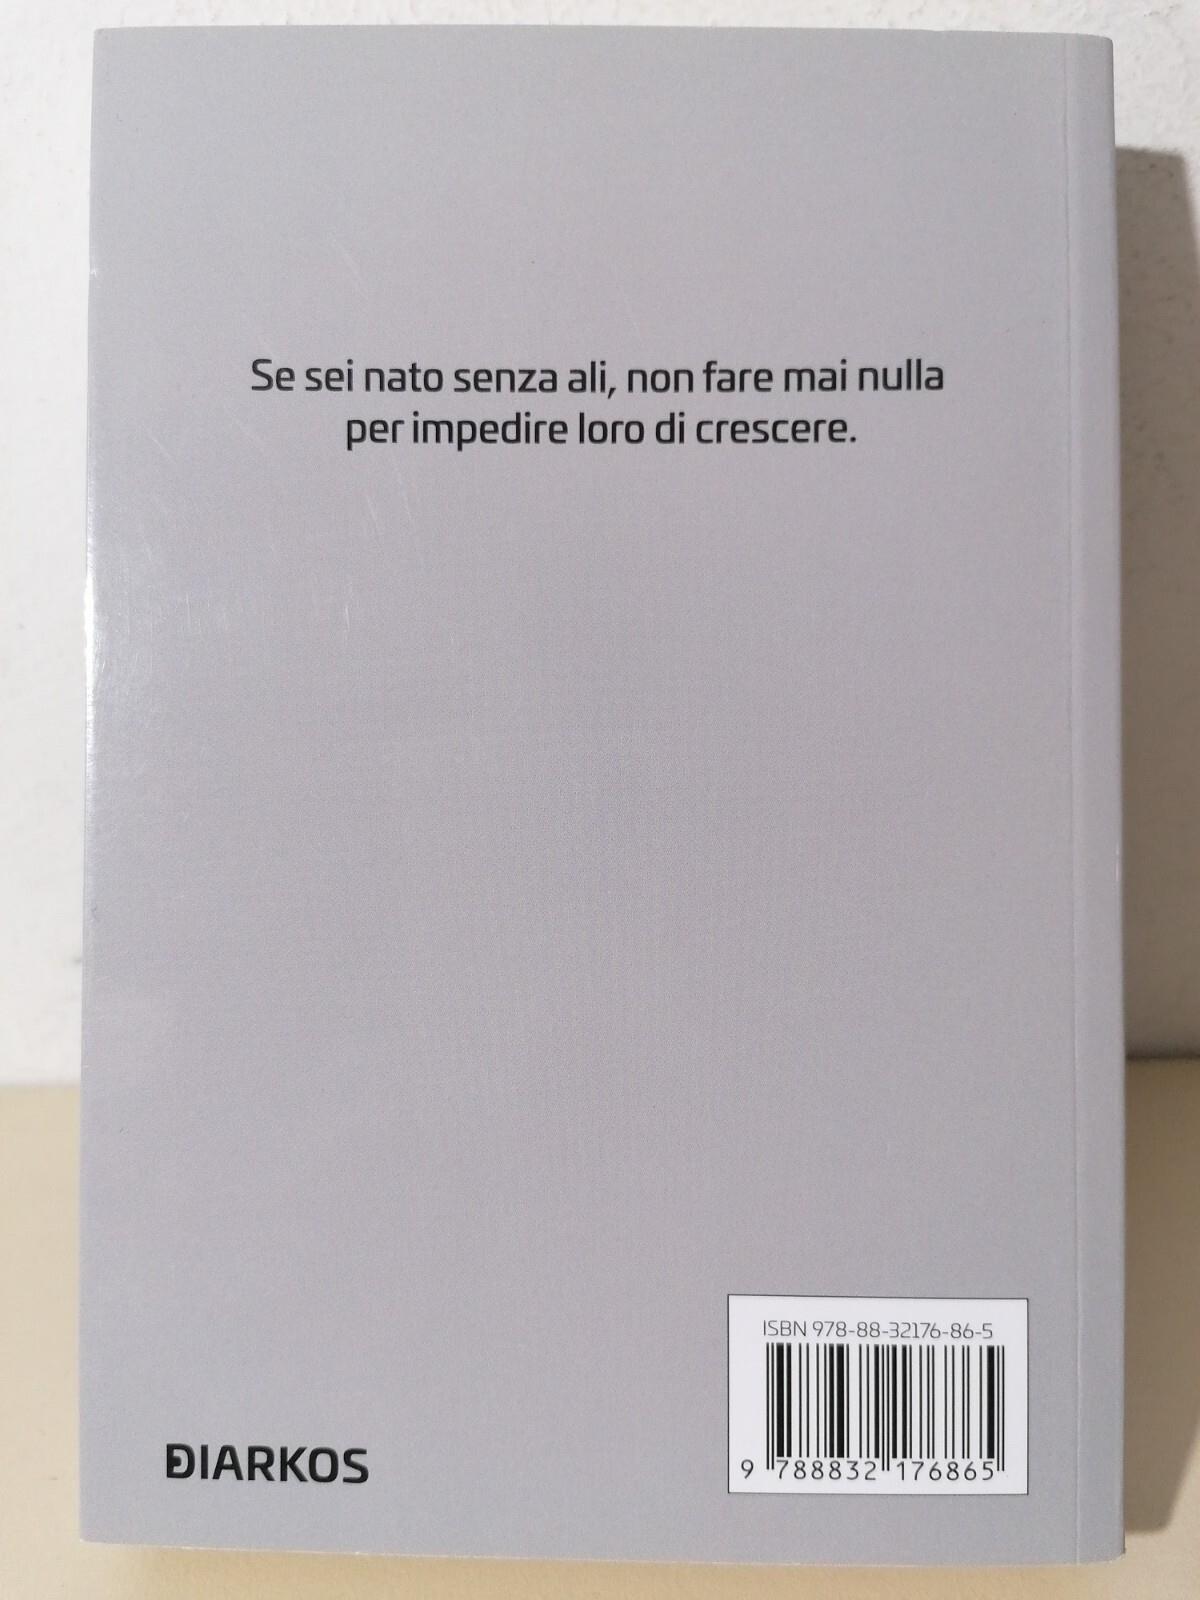 Se sei nato senza ali, non fare mai nulla
per impedire loro di crescere.
ISBN 978-88-32176-86-5
9 788832 176865
DIARKOS